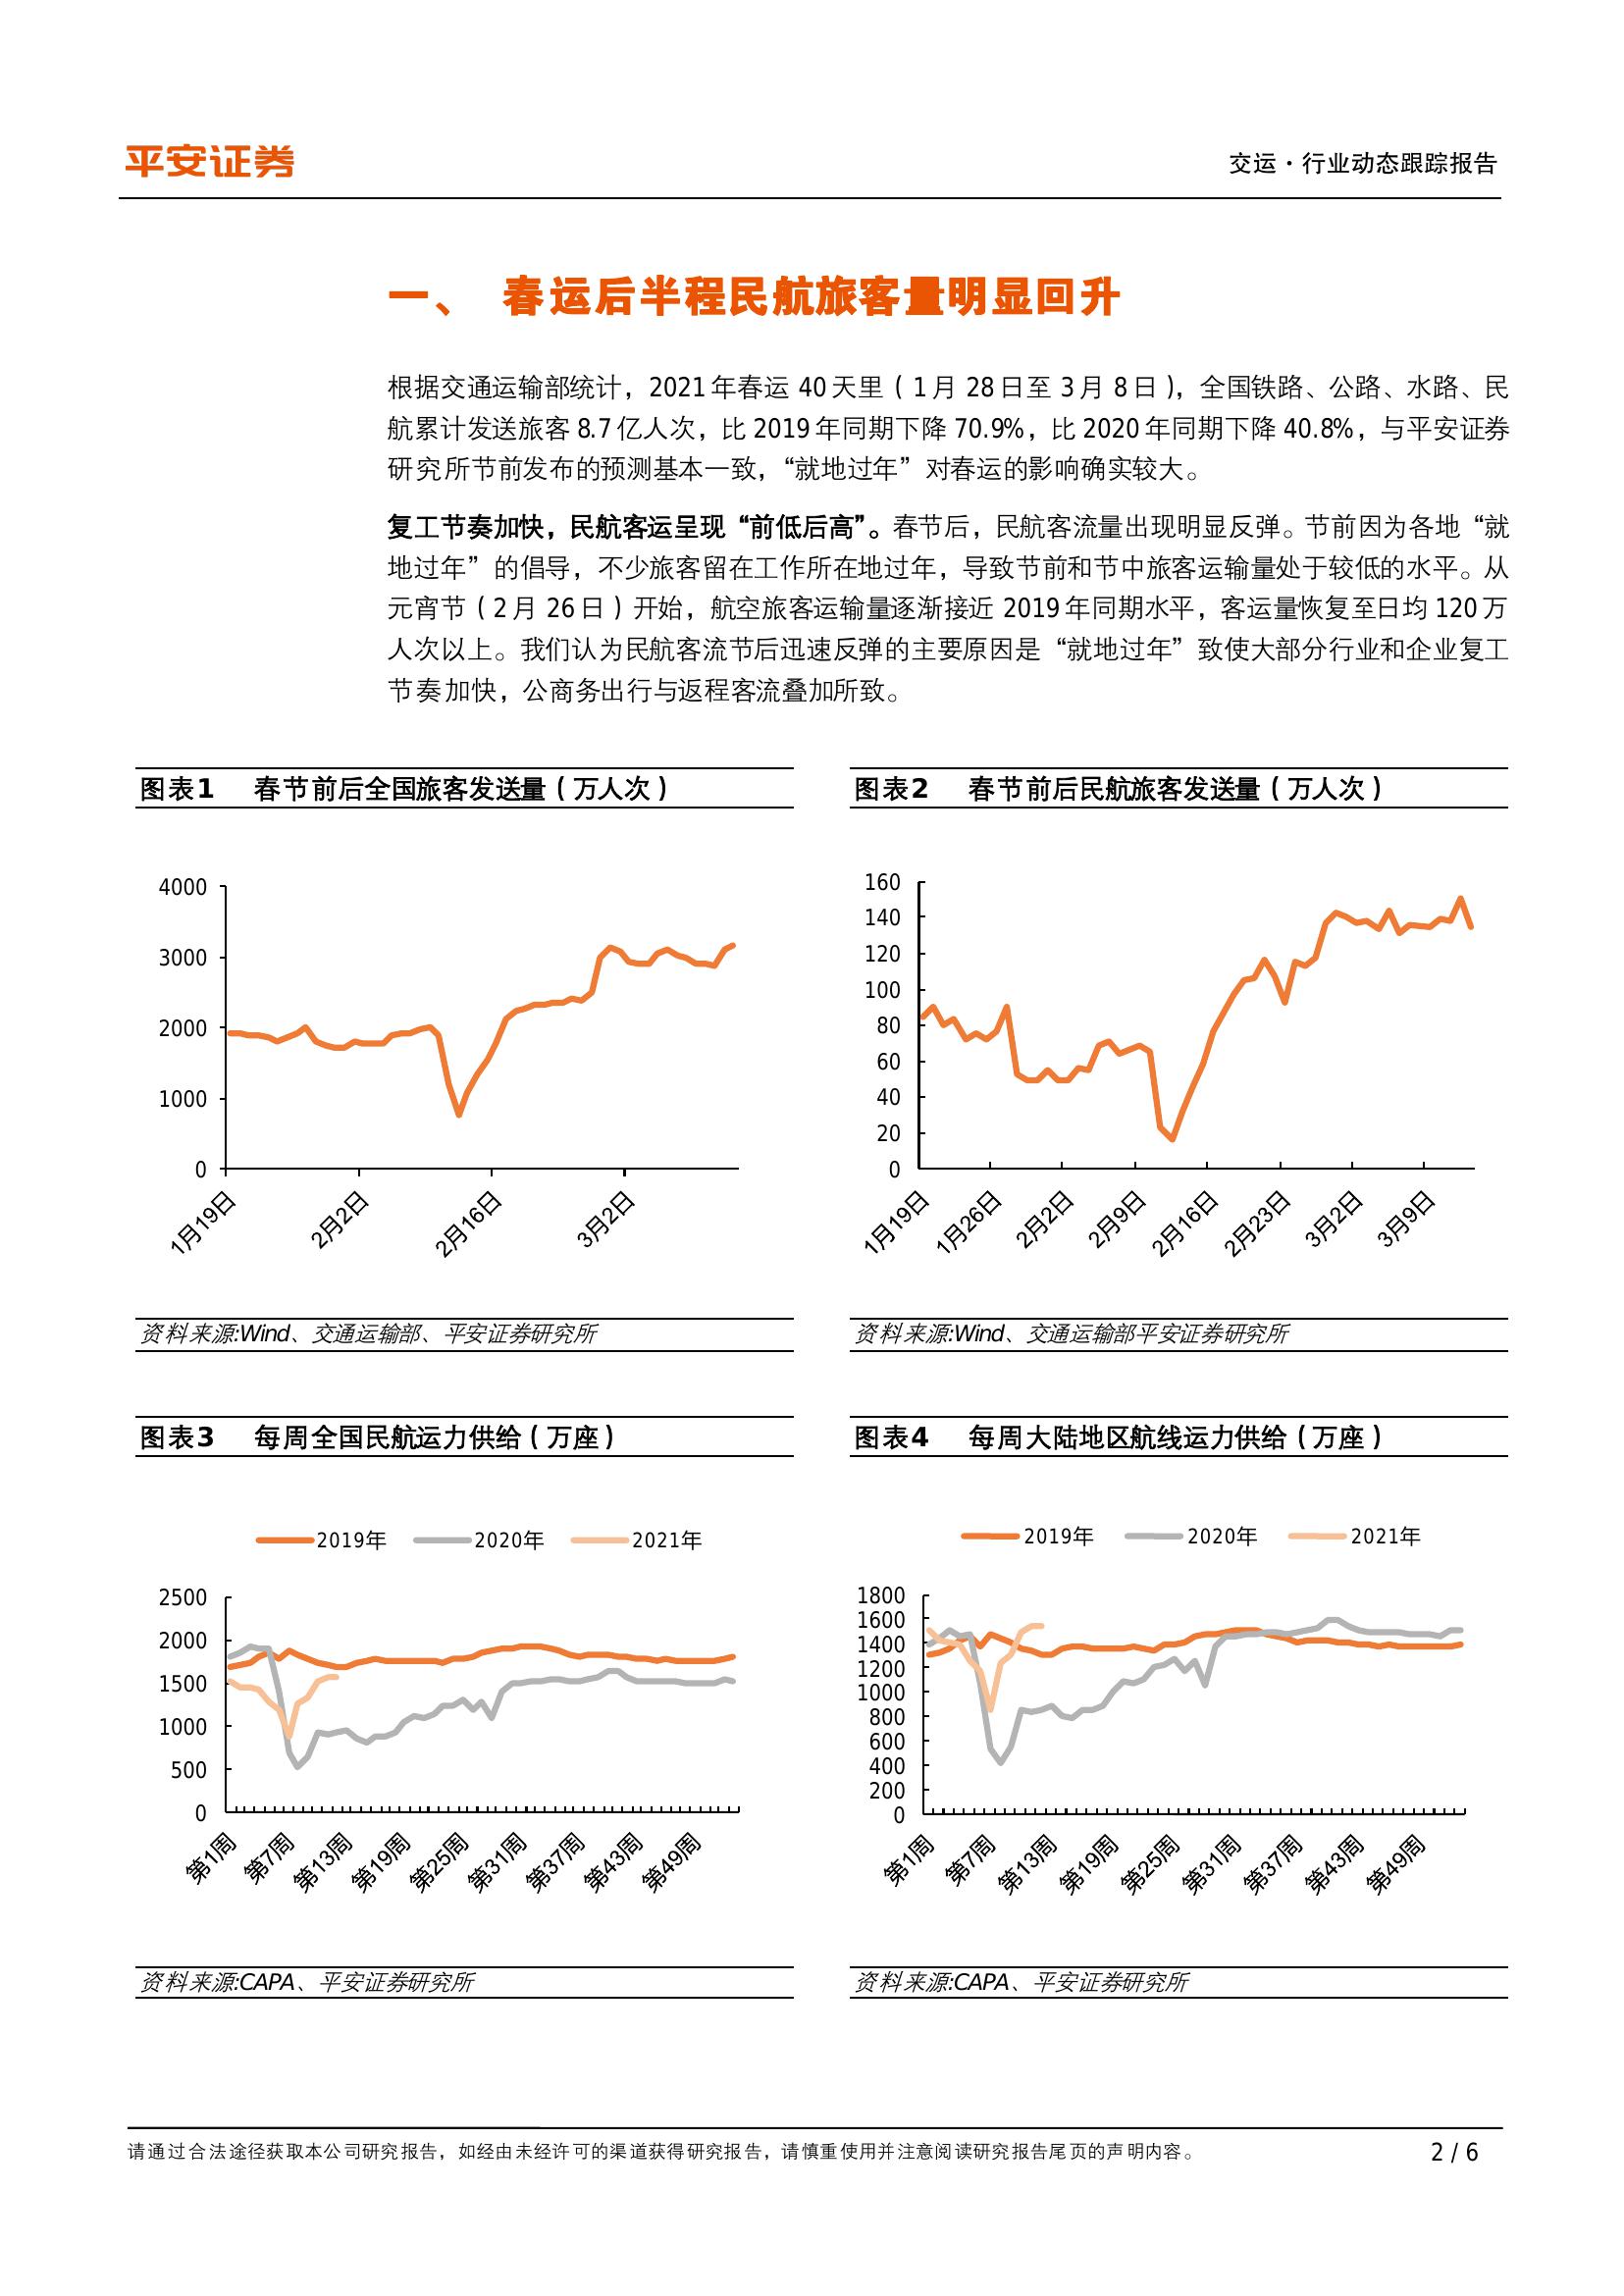 平安证券
交运·行业动态跟踪报告
一、 春运后半程民航旅客量明显回升
根据交通运输部统计，2021年春运40天里（1月28日至3月8日），全国铁路、公路、水路、民
航累计发送旅客8.7亿人次，比2019年同期下降70.9%，比2020年同期下降40.8%，与平安证券
研究所节前发布的预测基本一致，“就地过年”对春运的影响确实较大。
复工节奏加快，民航客运呈现“前低后高”。春节后，民航客流量出现明显反弹。节前因为各地“就
地过年”的倡导，不少旅客留在工作所在地过年，导致节前和节中旅客运输量处于较低的水平。从
元宵节（2月26日）开始，航空旅客运输量逐渐接近2019年同期水平，客运量恢复至日均120万
人次以上。我们认为民航客流节后迅速反弹的主要原因是“就地过年”致使大部分行业和企业复工
节奏加快，公商务出行与返程客流叠加所致。
图表1 春节前后全国旅客发送量（万人次）
4000
3000
2000
1000
0
1月19日 2月2日 2月16日 3月2日
资料来源:Wind、交通运输部、平安证券研究所
图表2 春节前后民航旅客发送量（万人次）
160
140
120
100
80
60
40
20
0
1月19日 1月26日 2月2日 2月9日 2月16日 2月23日 3月2日 3月9日
资料来源:Wind、交通运输部平安证券研究所
图表3 每周全国民航运力供给（万座）
2019年 2020年 2021年
2500
2000
1500
1000
500
0
第1周 第7周 第13周 第19周 第25周 第31周 第37周 第43周 第49周
资料来源:CAPA、平安证券研究所
图表4 每周大陆地区航线运力供给（万座）
2019年 2020年 2021年
1800
1600
1400
1200
1000
800
600
400
200
0
第1周 第7周 第13周 第19周 第25周 第31周 第37周 第43周 第49周
资料来源:CAPA、平安证券研究所
请通过合法途径获取本公司研究报告，如经由未经许可的渠道获得研究报告，请慎重使用并注意阅读研究报告尾页的声明内容。
2 / 6